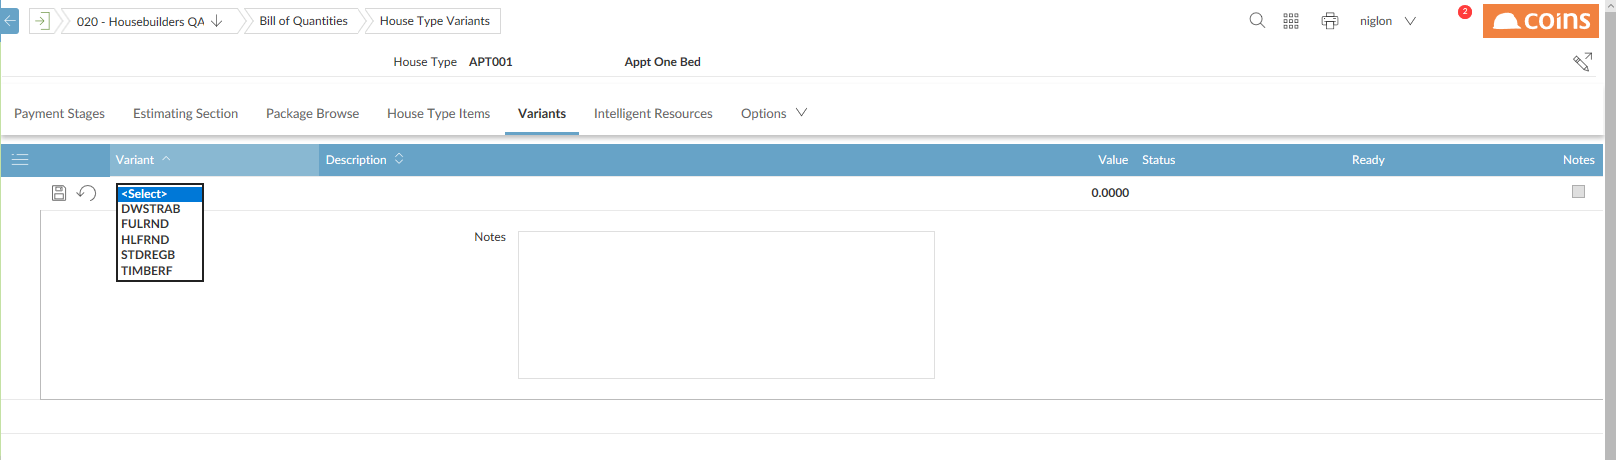 020 - Housebuilders QA Bill of Quantities House Type Variants niglon 2 COINS
House Type APT001 Appt One Bed
Payment Stages Estimating Section Package Browse House Type Items Variants Intelligent Resources Options
Variant Description Value Status Ready Notes
<Select> 0.0000
DWSTRAB
FULRND
HLFRND
STDREGB
TIMBERF
Notes